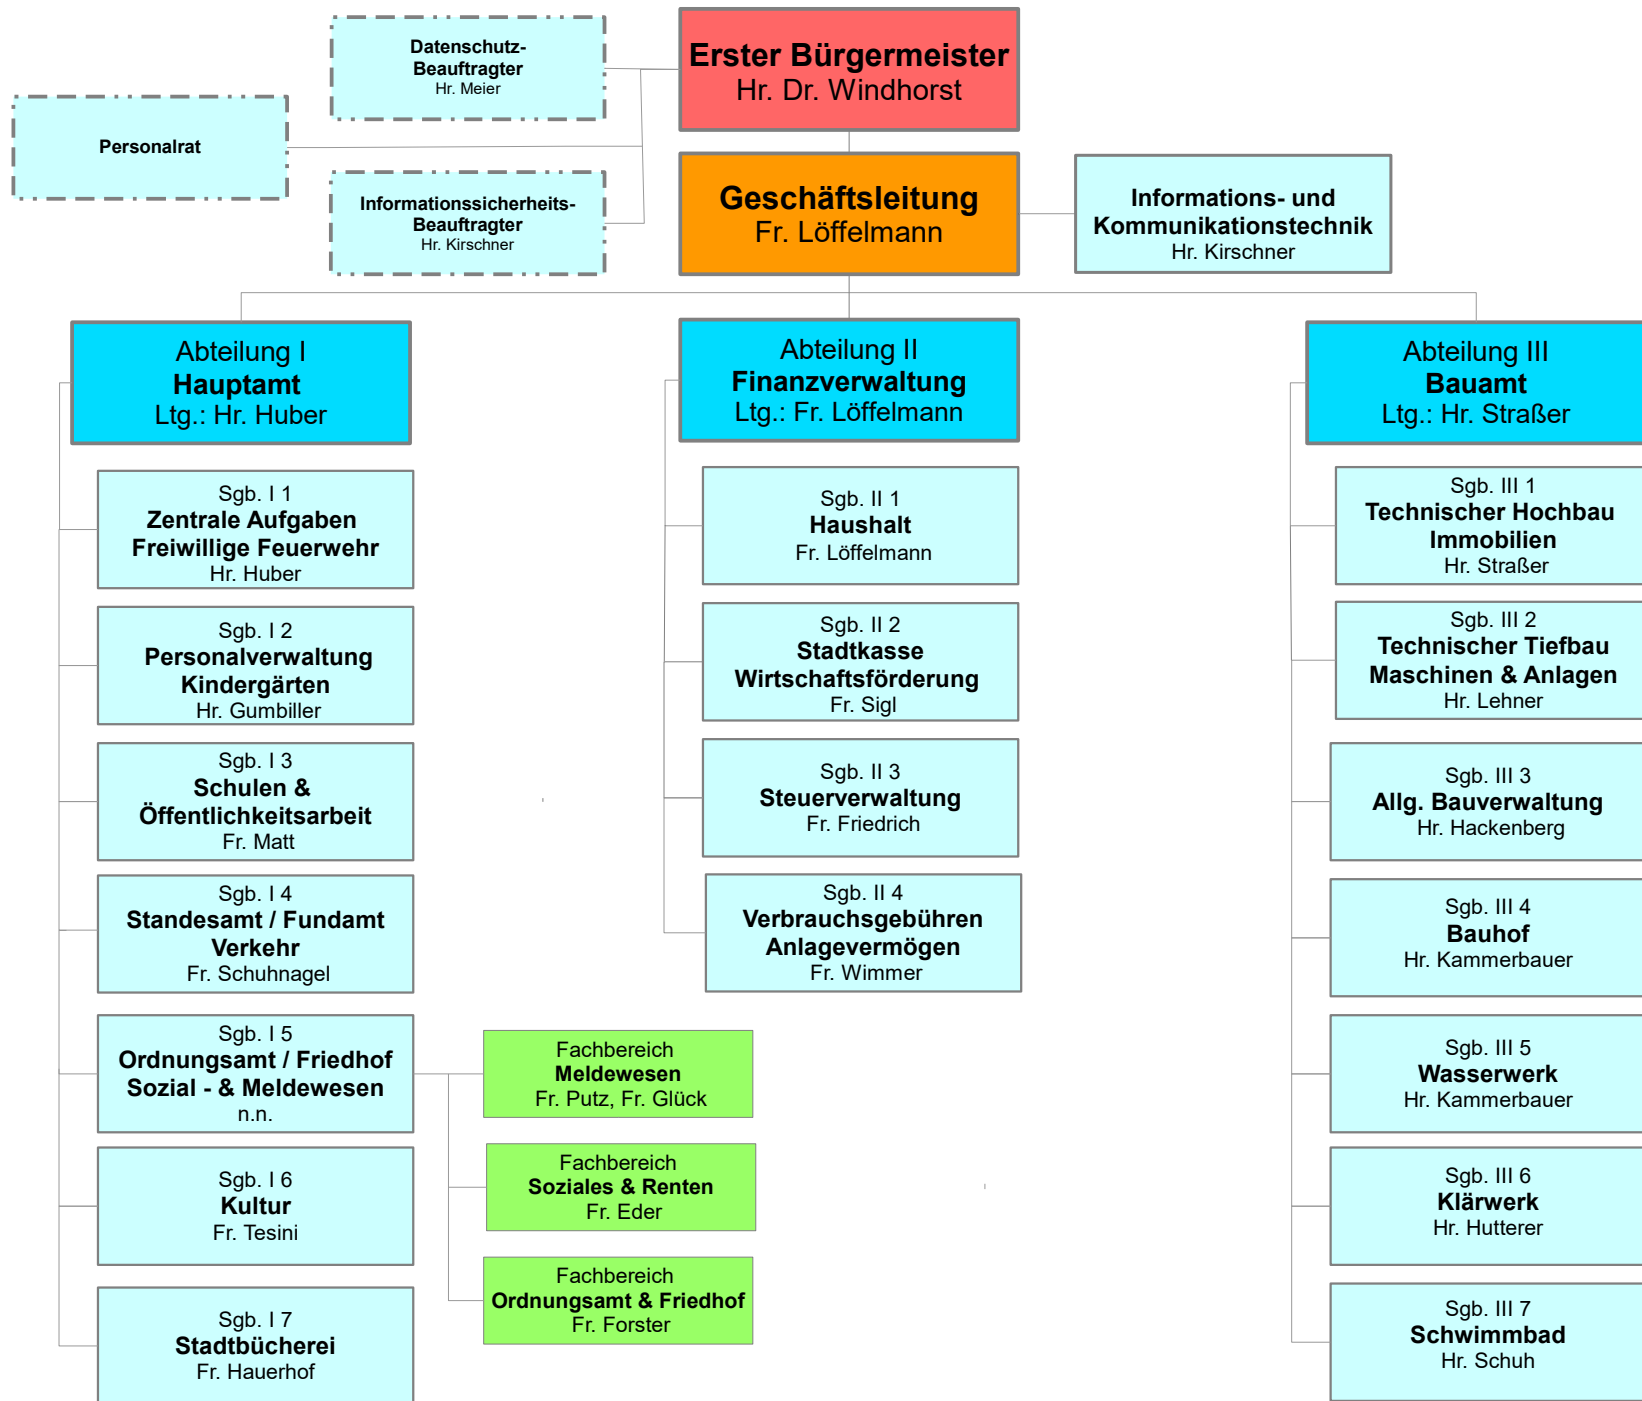 Datenschutz-
Beauftragter
Hr. Meier
Erster Bürgermeister
Hr. Dr. Windhorst
Personalrat
Informationssicherheits-
Beauftragter
Hr. Kirschner
Geschäftsleitung
Fr. Löffelmann
Informations- und
Kommunikationstechnik
Hr. Kirschner
Abteilung I
Hauptamt
Ltg.: Hr. Huber
Sgb. I 1
Zentrale Aufgaben
Freiwillige Feuerwehr
Hr. Huber
Sgb. I 2
Personalverwaltung
Kindergärten
Hr. Gumbiller
Sgb. I 3
Schulen &
Öffentlichkeitsarbeit
Fr. Matt
Sgb. I 4
Standesamt / Fundamt
Verkehr
Fr. Schuhnagel
Sgb. I 5
Ordnungsamt / Friedhof
Sozial - & Meldewesen
n.n.
Fachbereich
Meldewesen
Fr. Putz, Fr. Glück
Fachbereich
Soziales & Renten
Fr. Eder
Fachbereich
Ordnungsamt & Friedhof
Fr. Forster
Sgb. I 6
Kultur
Fr. Tesini
Sgb. I 7
Stadtbücherei
Fr. Hauerhof
Abteilung II
Finanzverwaltung
Ltg.: Fr. Löffelmann
Sgb. II 1
Haushalt
Fr. Löffelmann
Sgb. II 2
Stadtkasse
Wirtschaftsförderung
Fr. Sigl
Sgb. II 3
Steuerverwaltung
Fr. Friedrich
Sgb. II 4
Verbrauchsgebühren
Anlagevermögen
Fr. Wimmer
Abteilung III
Bauamt
Ltg.: Hr. Straßer
Sgb. III 1
Technischer Hochbau
Immobilien
Hr. Straßer
Sgb. III 2
Technischer Tiefbau
Maschinen & Anlagen
Hr. Lehner
Sgb. III 3
Allg. Bauverwaltung
Hr. Hackenberg
Sgb. III 4
Bauhof
Hr. Kammerbauer
Sgb. III 5
Wasserwerk
Hr. Kammerbauer
Sgb. III 6
Klärwerk
Hr. Hutterer
Sgb. III 7
Schwimmbad
Hr. Schuh